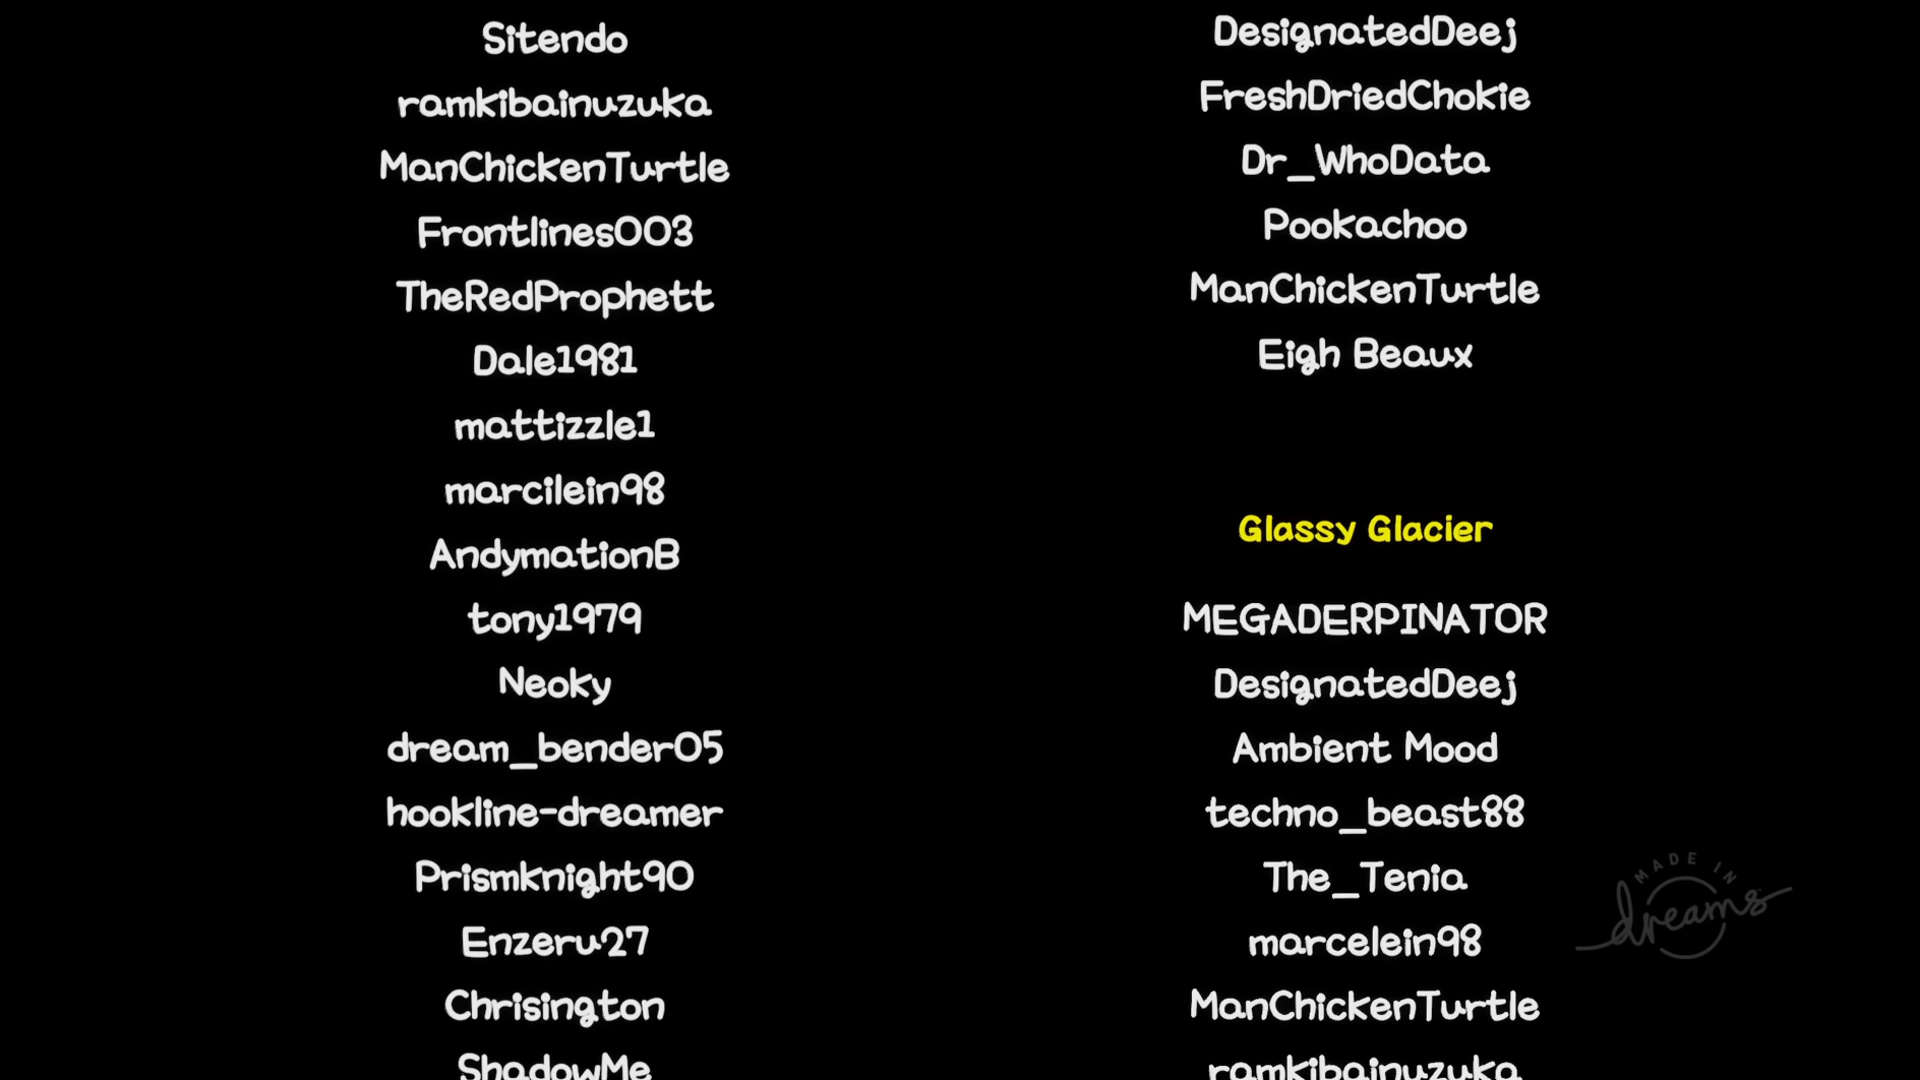 Sitendo
ramkibainuzuka
ManChickenTurtle
Frontlines003
TheRedProphett
Dale1981
mattizzle1
marcilein98
AndymationB
tony1979
Neoky
dream_bender05
hookline-dreamer
Prismknight90
Enzeru27
Chrisington
ShadowMe
DesignatedDeej
FreshDriedChokie
Dr_WhoData
Pookachoo
ManChickenTurtle
Eigh Beaux
Glassy Glacier
MEGADERPINATOR
DesignatedDeej
Ambient Mood
techno_beast88
The_Tenia
marcelein98
ManChickenTurtle
ramkibainuzuka
MADE IN
dreams